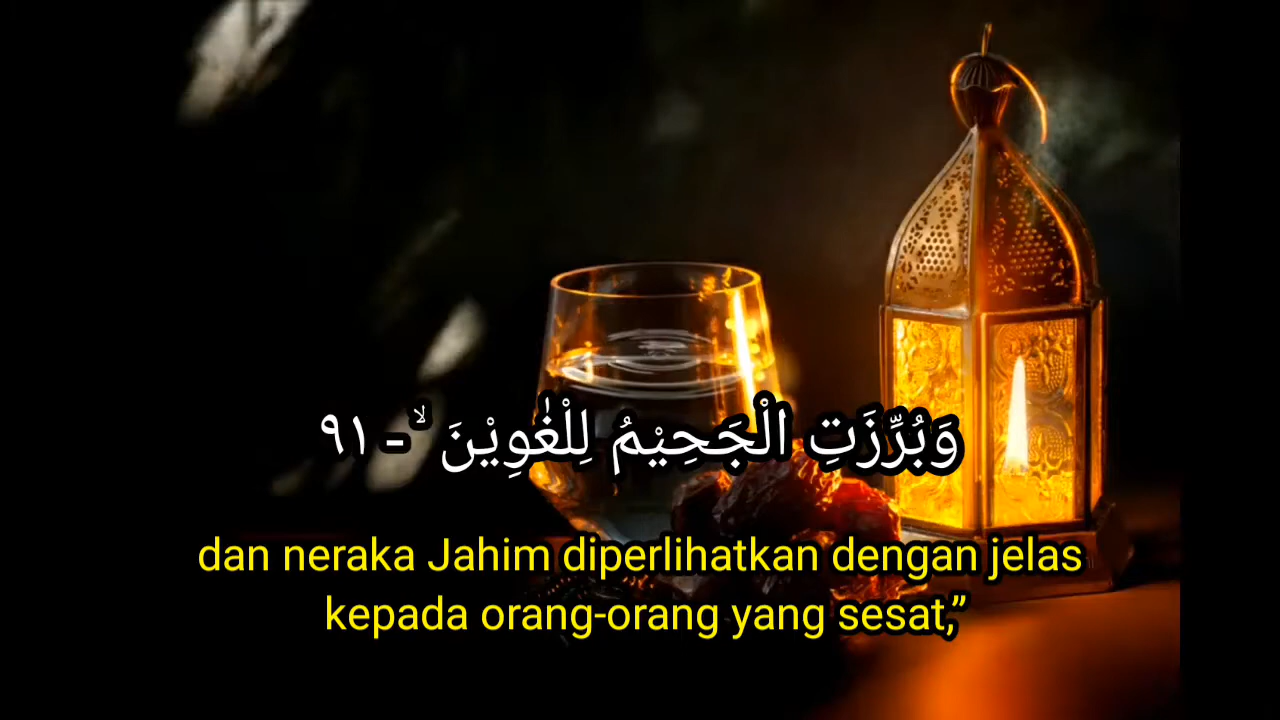 وَبُرِّزَتِ الْجَحِيْمُ لِلْغٰوِيْنَ ۙ - ٩١
dan neraka Jahim diperlihatkan dengan jelas
kepada orang-orang yang sesat,”